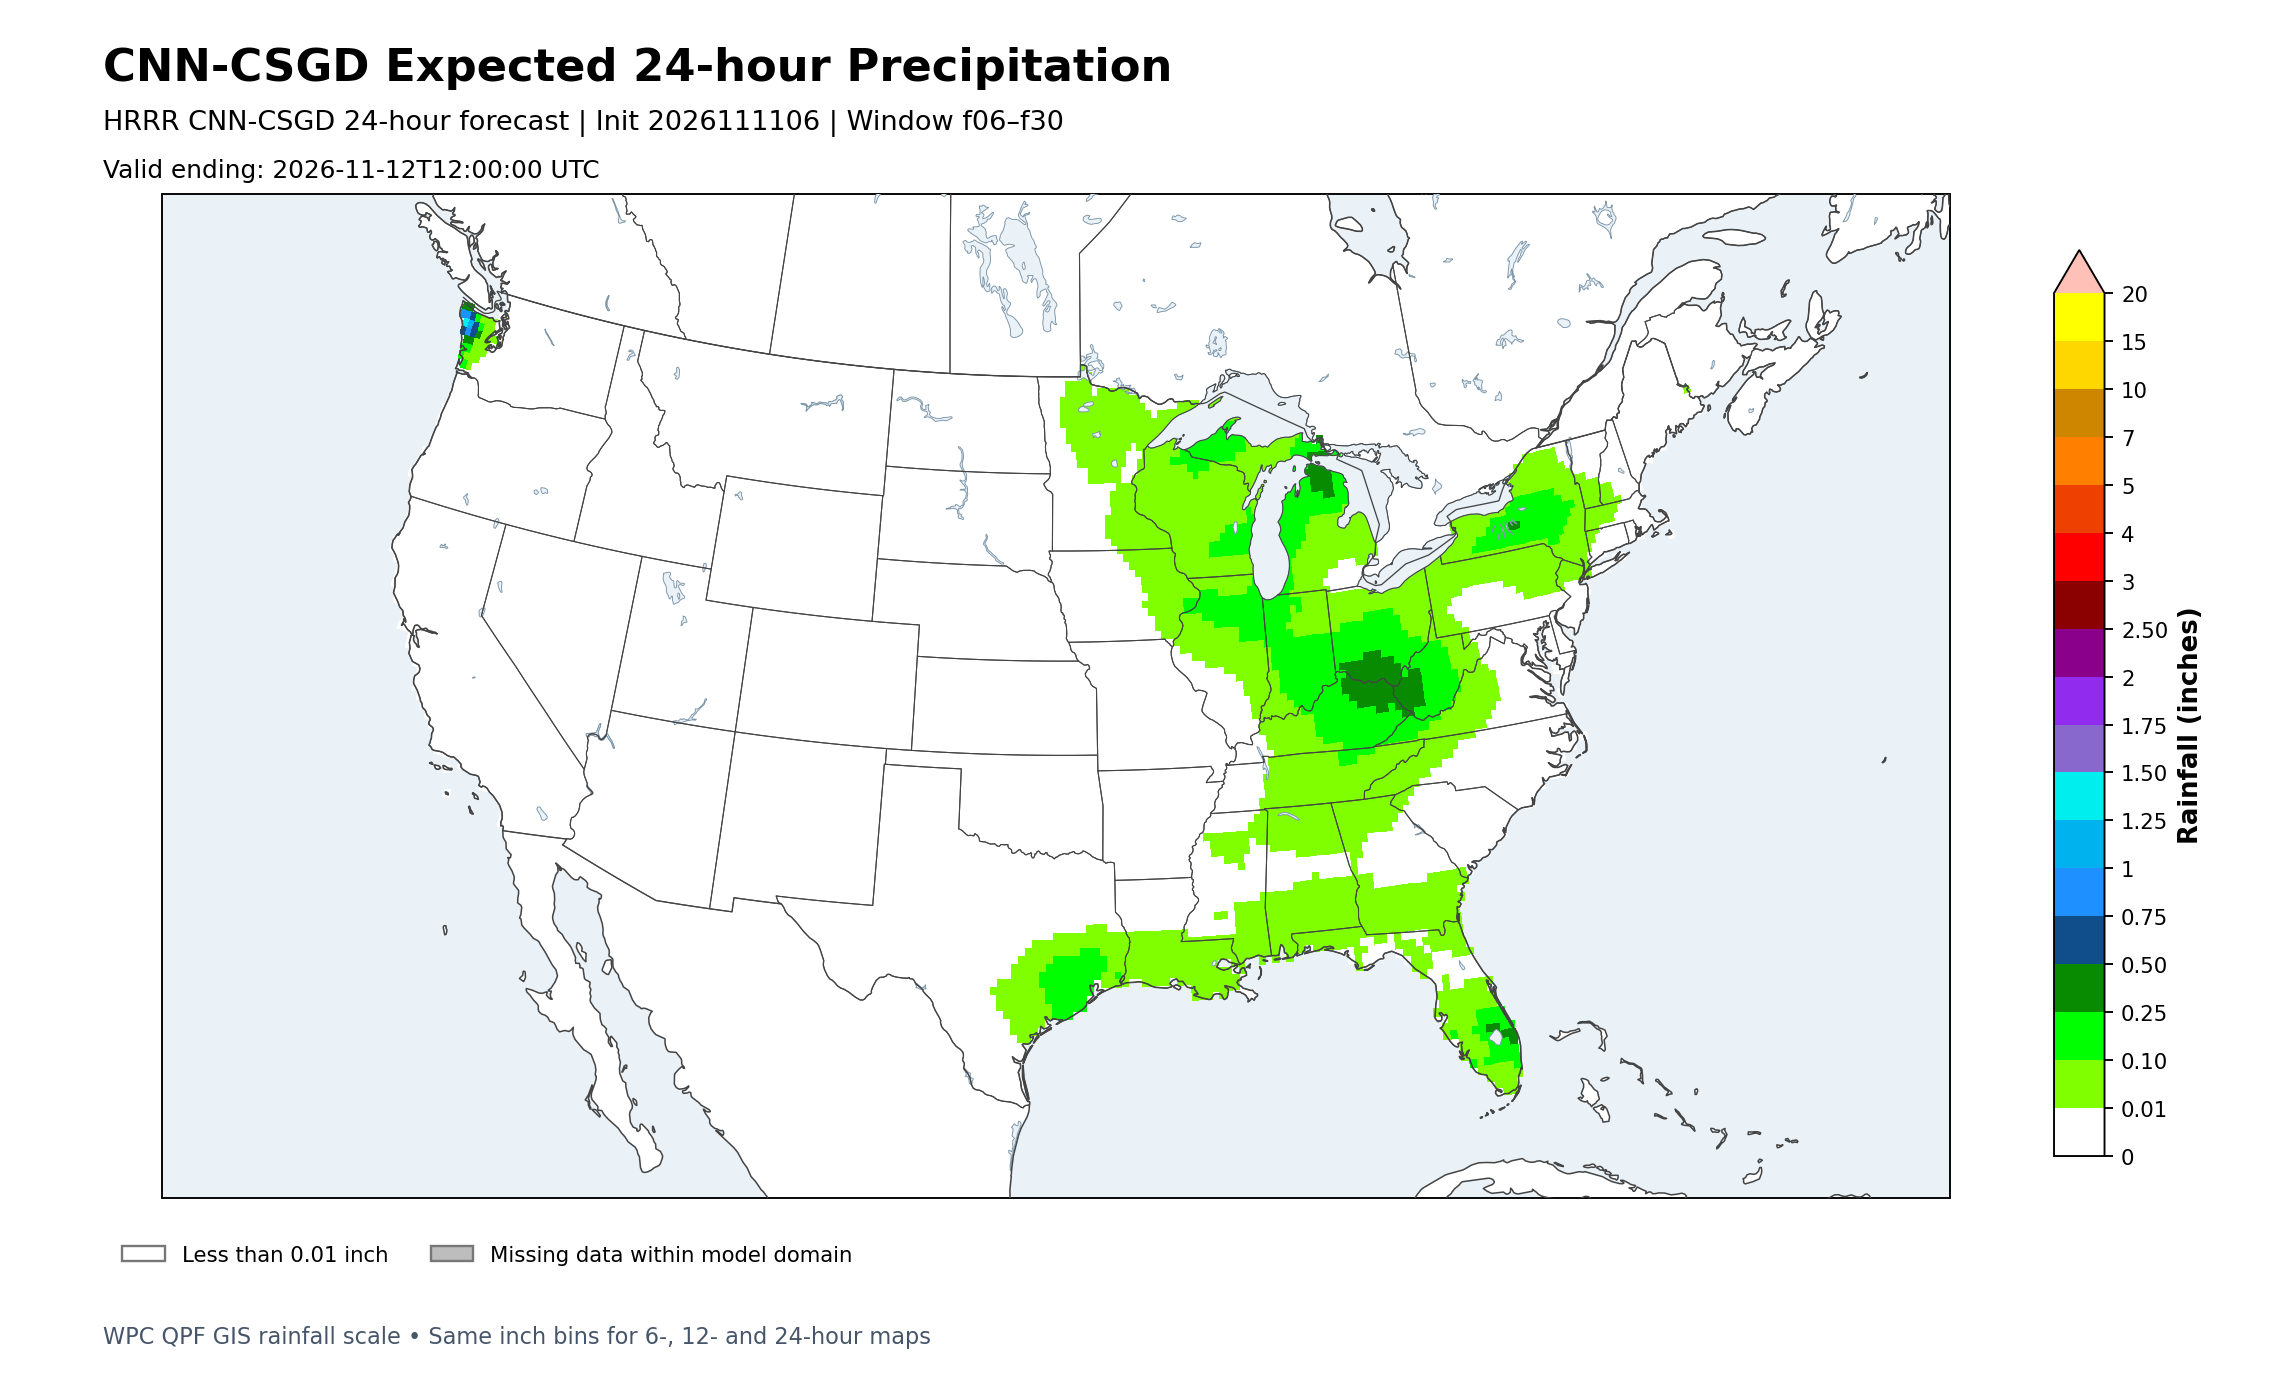 CNN-CSGD Expected 24-hour Precipitation
HRRR CNN-CSGD 24-hour forecast | Init 2026111106 | Window f06–f30
Valid ending: 2026-11-12T12:00:00 UTC
20
15
10
7
5
4
3
2.50
2
1.75
1.50
1.25
1
0.75
0.50
0.25
0.10
0.01
0
Rainfall (inches)
Less than 0.01 inch
Missing data within model domain
WPC QPF GIS rainfall scale • Same inch bins for 6-, 12- and 24-hour maps